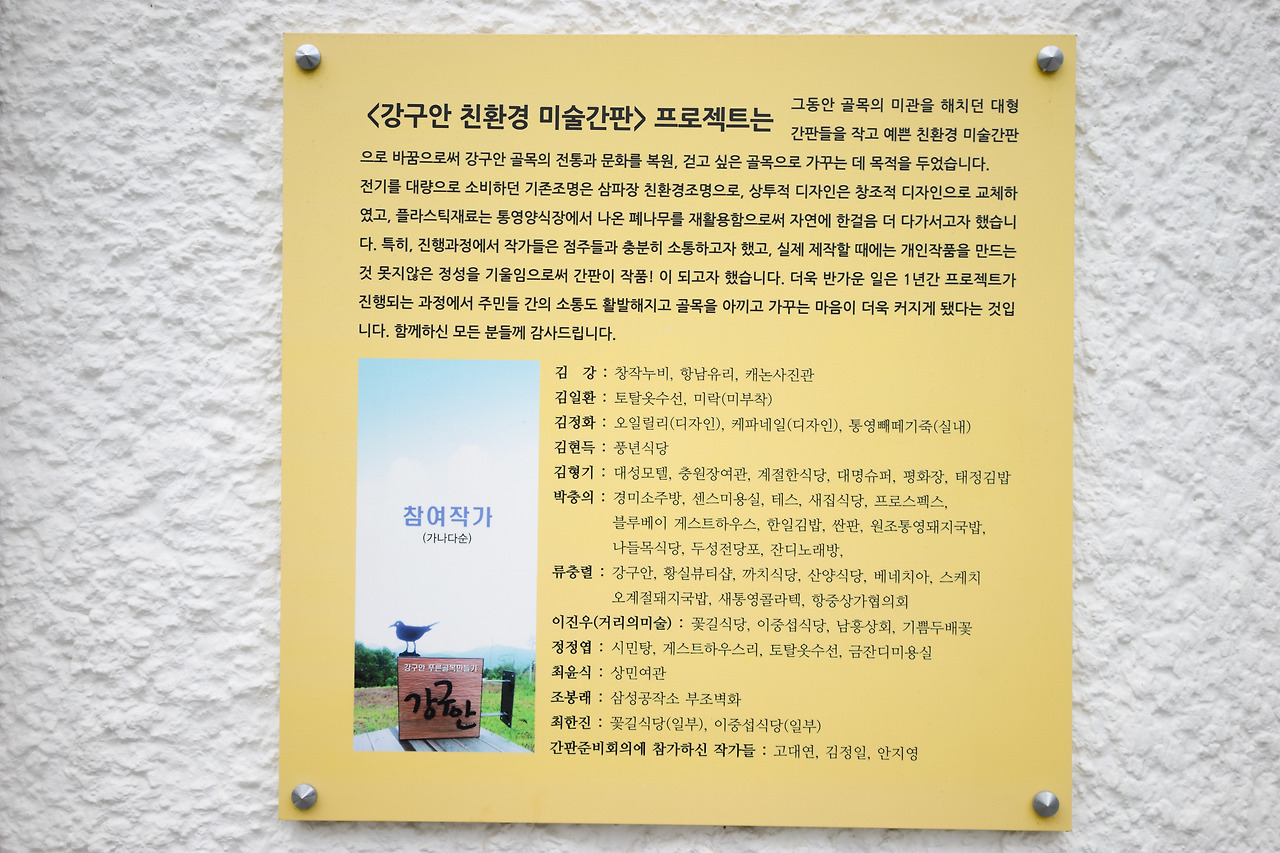 <강구안 친환경 미술간판> 프로젝트는 그동안 골목의 미관을 해치던 대형
간판들을 작고 예쁜 친환경 미술간판
으로 바꿈으로써 강구안 골목의 전통과 문화를 복원, 걷고 싶은 골목으로 가꾸는 데 목적을 두었습니다.
전기를 대량으로 소비하던 기존조명은 삼파장 친환경조명으로, 상투적 디자인은 창조적 디자인으로 교체하
였고, 플라스틱재료는 통영양식장에서 나온 폐나무를 재활용함으로써 자연에 한걸음 더 다가서고자 했습니
다. 특히, 진행과정에서 작가들은 점주들과 충분히 소통하고자 했고, 실제 제작할 때에는 개인작품을 만드는
것 못지않은 정성을 기울임으로써 간판이 작품! 이 되고자 했습니다. 더욱 반가운 일은 1년간 프로젝트가
진행되는 과정에서 주민들 간의 소통도 활발해지고 골목을 아끼고 가꾸는 마음이 더욱 커지게 됐다는 것입
니다. 함께하신 모든 분들께 감사드립니다.
참여작가
(가나다순)
강구안 푸른골목만들기
강구안
김 강 : 창작누비, 항남유리, 캐논사진관
김일환 : 토탈옷수선, 미락(미부착)
김정화 : 오일릴리(디자인), 케파네일(디자인), 통영빼떼기죽(실내)
김현득 : 풍년식당
김형기 : 대성모텔, 충원장여관, 계절한식당, 대명슈퍼, 평화장, 태정김밥
박충의 : 경미소주방, 센스미용실, 테스, 새집식당, 프로스펙스,
블루베이 게스트하우스, 한일김밥, 싼판, 원조통영돼지국밥,
나들목식당, 두성전당포, 잔디노래방,
류충렬 : 강구안, 황실뷰티샵, 까치식당, 산양식당, 베네치아, 스케치
오계절돼지국밥, 새통영콜라텍, 항중상가협의회
이진우(거리의미술) : 꽃길식당, 이중섭식당, 남흥상회, 기쁨두배꽃
정정엽 : 시민탕, 게스트하우스리, 토탈옷수선, 금잔디미용실
최윤식 : 상민여관
조봉래 : 삼성공작소 부조벽화
최한진 : 꽃길식당(일부), 이중섭식당(일부)
간판준비회의에 참가하신 작가들 : 고대연, 김정일, 안지영